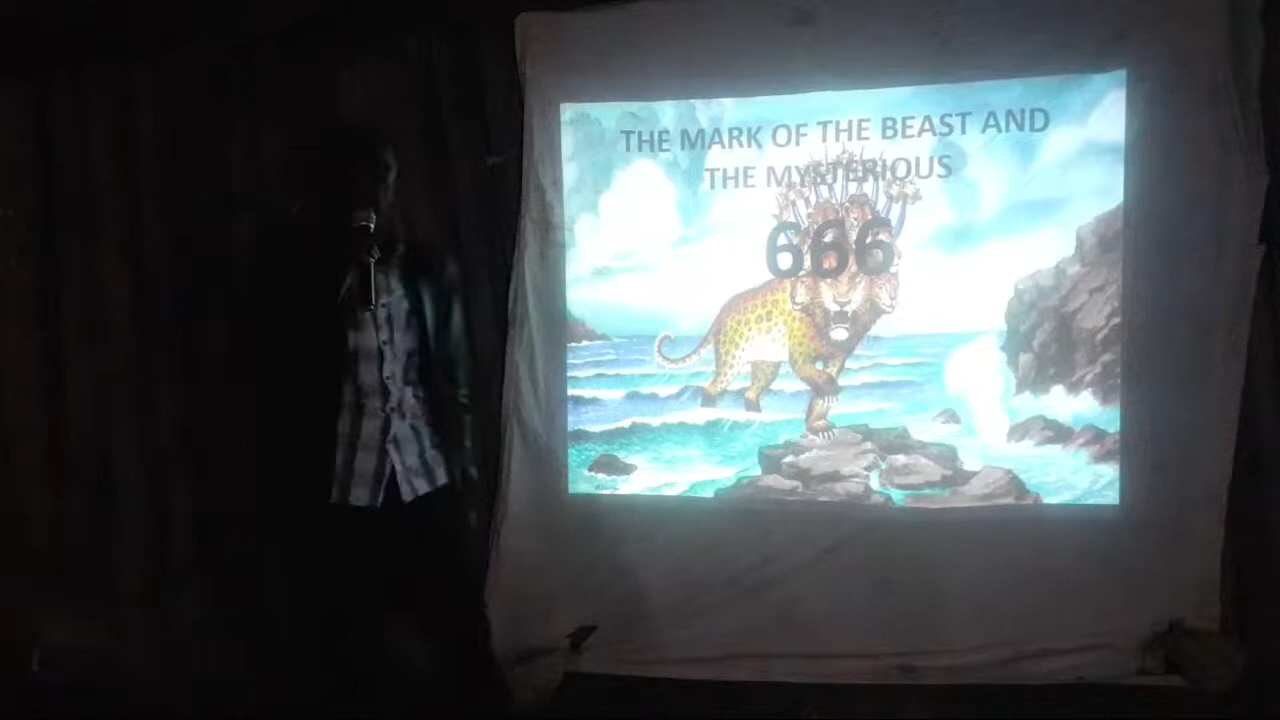 THE MARK OF THE BEAST AND
THE MYSTERIOUS
666